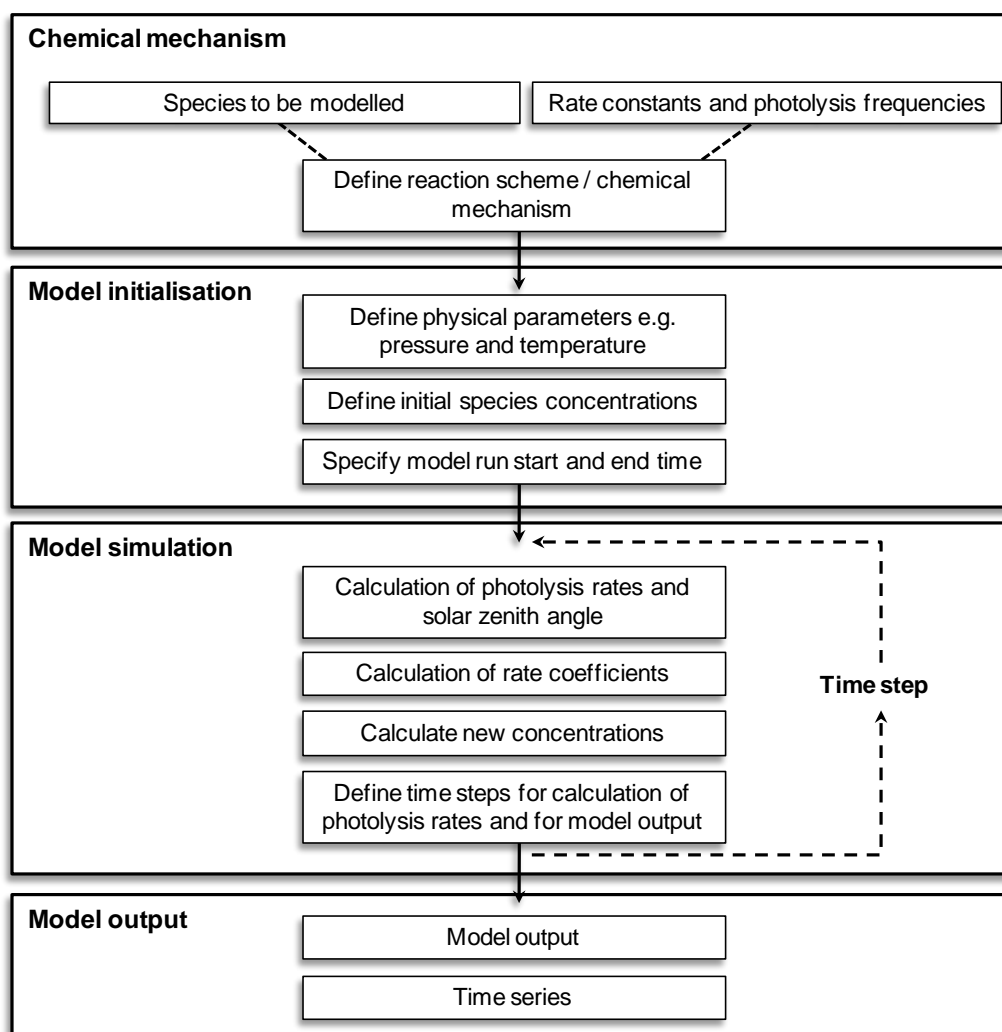 Chemical mechanism
Species to be modelled
Rate constants and photolysis frequencies
Define reaction scheme / chemical
mechanism
Model initialisation
Define physical parameters e.g.
pressure and temperature
Define initial species concentrations
Specify model run start and end time
Model simulation
Calculation of photolysis rates and
solar zenith angle
Calculation of rate coefficients
Time step
Calculate new concentrations
Define time steps for calculation of
photolysis rates and for model output
Model output
Model output
Time series